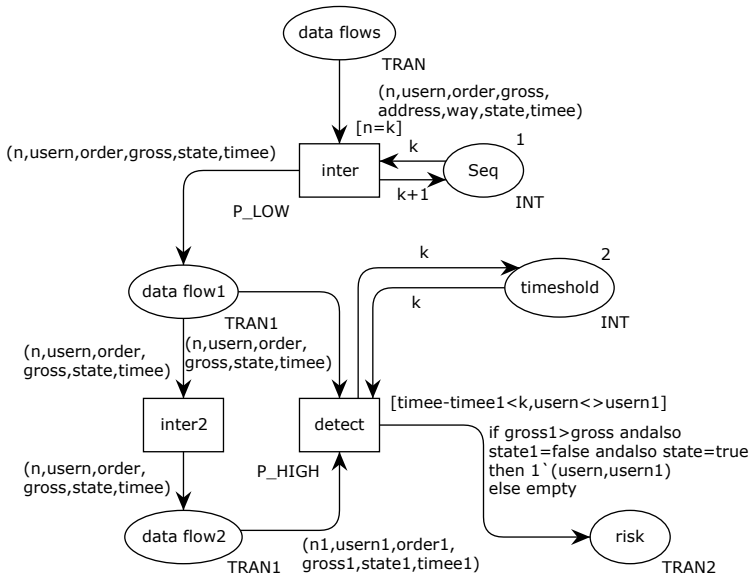 data flows
TRAN
(n,usern,order,gross,
address,way,state,timee)
[n=k]
(n,usern,order,gross,state,timee)
inter
k
k+1
1
Seq
INT
P_LOW
data flow1
TRAN1
k
k
2
timeshold
INT
(n,usern,order,
gross,state,timee)
(n,usern,order,
gross,state,timee)
inter2
detect
[timee-timee1<k,usern<>usern1]
if gross1>gross andalso
state1=false andalso state=true
then 1`(usern,usern1)
else empty
(n,usern,order,
gross,state,timee)
P_HIGH
data flow2
TRAN1
(n1,usern1,order1,
gross1,state1,timee1)
risk
TRAN2